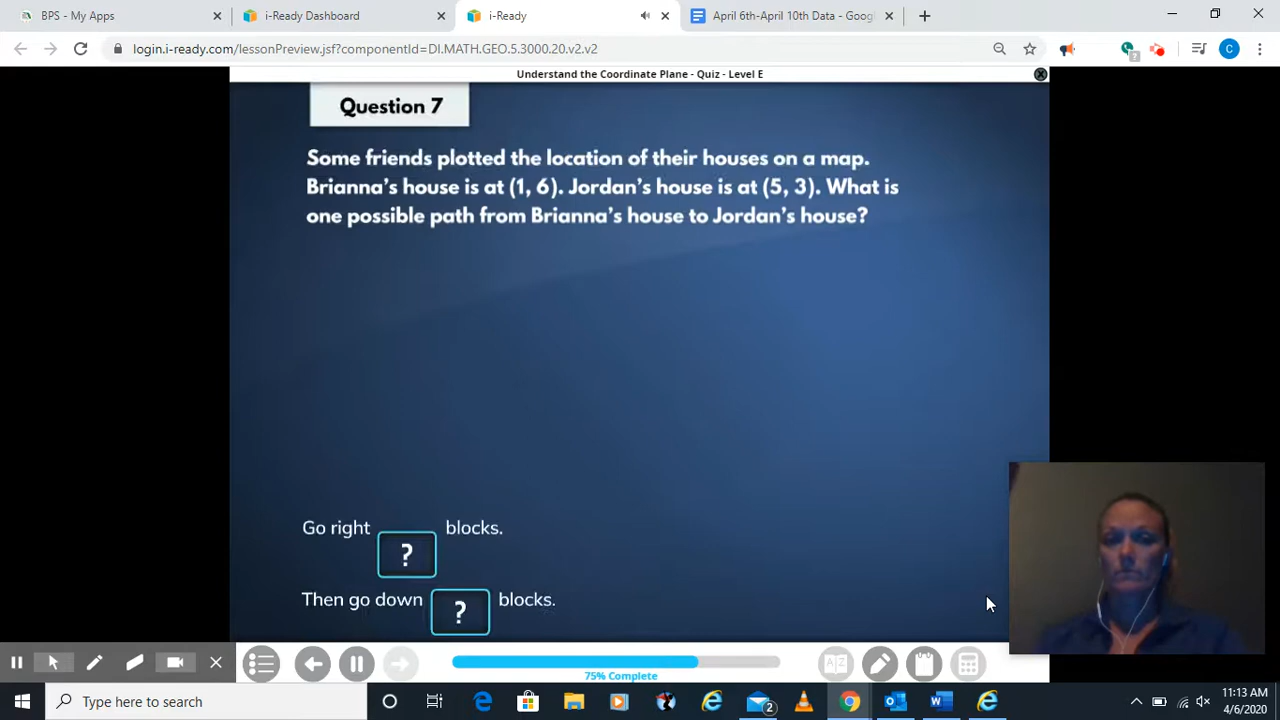 BPS - My Apps
i-Ready Dashboard
i-Ready
April 6th-April 10th Data - Goog
login.i-ready.com/lessonPreview.jsf?componentId=DI.MATH.GEO.5.3000.20.v2.v2
C
Understand the Coordinate Plane - Quiz - Level E
Question 7
Some friends plotted the location of their houses on a map.
Brianna's house is at (1, 6). Jordan's house is at (5, 3). What is
one possible path from Brianna's house to Jordan's house?
Go right ? blocks.
Then go down ? blocks.
A Z
75% Complete
Type here to search
2
11:13 AM
4/6/2020